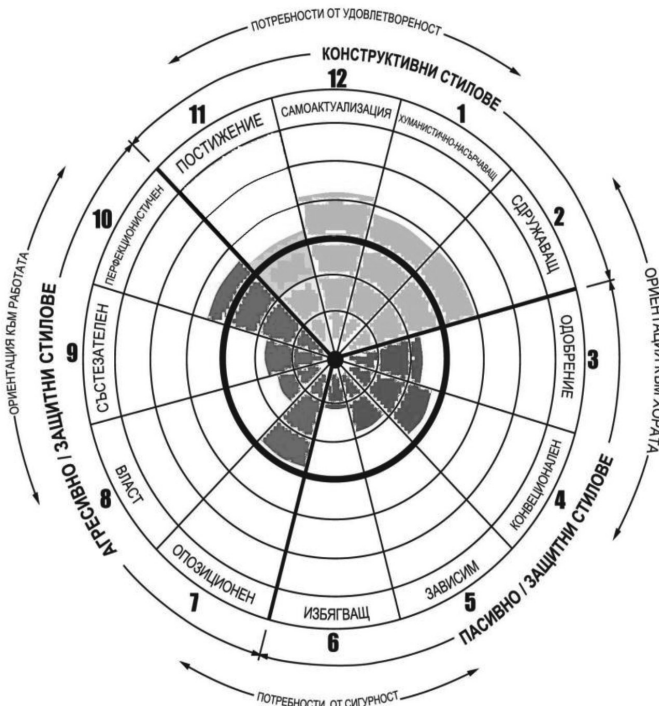 ПОТРЕБНОСТИ ОТ УДОВЛЕТВОРЕНОСТ
КОНСТРУКТИВНИ СТИЛОВЕ
12
САМОАКТУАЛИЗАЦИЯ
1
ХУМАНИСТИЧНО-НАСЪРЧАВАЩ
2
СДРУЖАВАЩ
ОРИЕНТАЦИЯ КЪМ ХОРАТА
3
ОДОБРЕНИЕ
4
КОНВЕЦИОНАЛЕН
ПАСИВНО / ЗАЩИТНИ СТИЛОВЕ
5
ЗАВИСИМ
6
ИЗБЯГВАЩ
ПОТРЕБНОСТИ ОТ СИГУРНОСТ
7
ОПОЗИЦИОНЕН
8
ВЛАСТ
АГРЕСИВНО / ЗАЩИТНИ СТИЛОВЕ
9
СЪСТЕЗАТЕЛЕН
ОРИЕНТАЦИЯ КЪМ РАБОТАТА
10
ПЕРФЕКЦИОНИСТИЧЕН
11
ПОСТИЖЕНИЕ